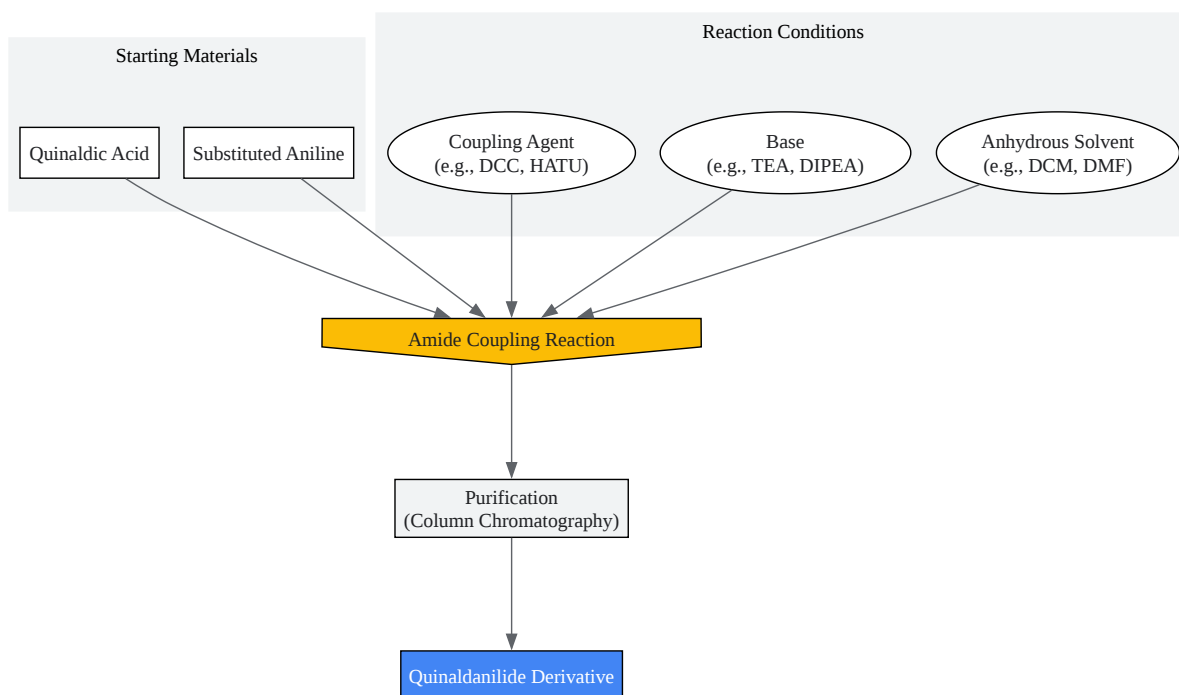 Reaction Conditions
Starting Materials
Quinaldic Acid
Substituted Aniline
Coupling Agent
(e.g., DCC, HATU)
Base
(e.g., TEA, DIPEA)
Anhydrous Solvent
(e.g., DCM, DMF)
Amide Coupling Reaction
Purification
(Column Chromatography)
Quinaldanilide Derivative